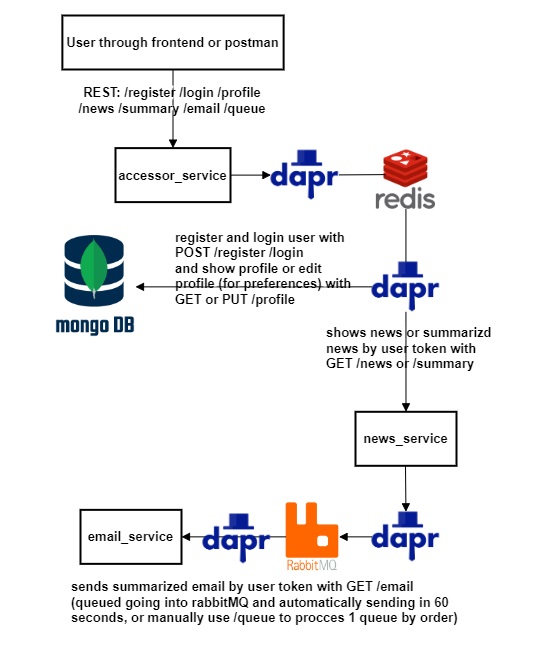 User through frontend or postman
REST: /register /login /profile
/news /summary /email /queue
accessor_service
dapr
redis
register and login user with
POST /register /login
and show profile or edit
profile (for preferences) with
GET or PUT /profile
mongo DB
dapr
shows news or summarizd
news by user token with
GET /news or /summary
news_service
email_service
dapr
RabbitMQ
dapr
sends summarized email by user token with GET /email
(queued going into rabbitMQ and automatically sending in 60
seconds, or manually use /queue to procces 1 queue by order)